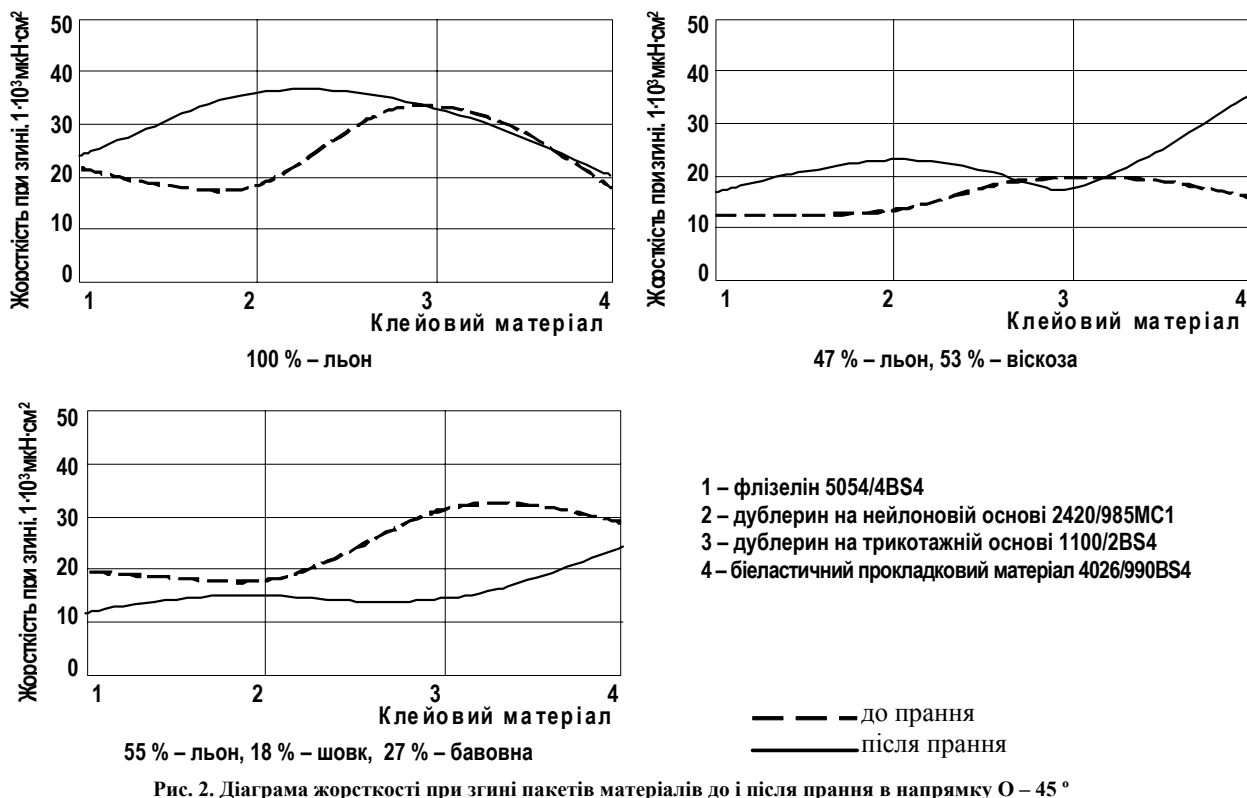 Жорсткість при згині. 1·10³мкН·см²
50
40
30
20
10
0
1 2 3 4
Клейовий матеріал
100 % – льон
Жорсткість при згині. 1·10³мкН·см²
50
40
30
20
10
0
1 2 3 4
Клейовий матеріал
47 % – льон, 53 % – віскоза
Жорсткість при згині. 1·10³мкН·см²
50
40
30
20
10
0
1 2 3 4
Клейовий матеріал
55 % – льон, 18 % – шовк, 27 % – бавовна
1 – флізелін 5054/4BS4
2 – дублерин на нейлоновій основі 2420/985MC1
3 – дублерин на трикотажній основі 1100/2BS4
4 – біеластичний прокладковий матеріал 4026/990BS4
до прання
після прання
Рис. 2. Діаграма жорсткості при згині пакетів матеріалів до і після прання в напрямку О – 45 º